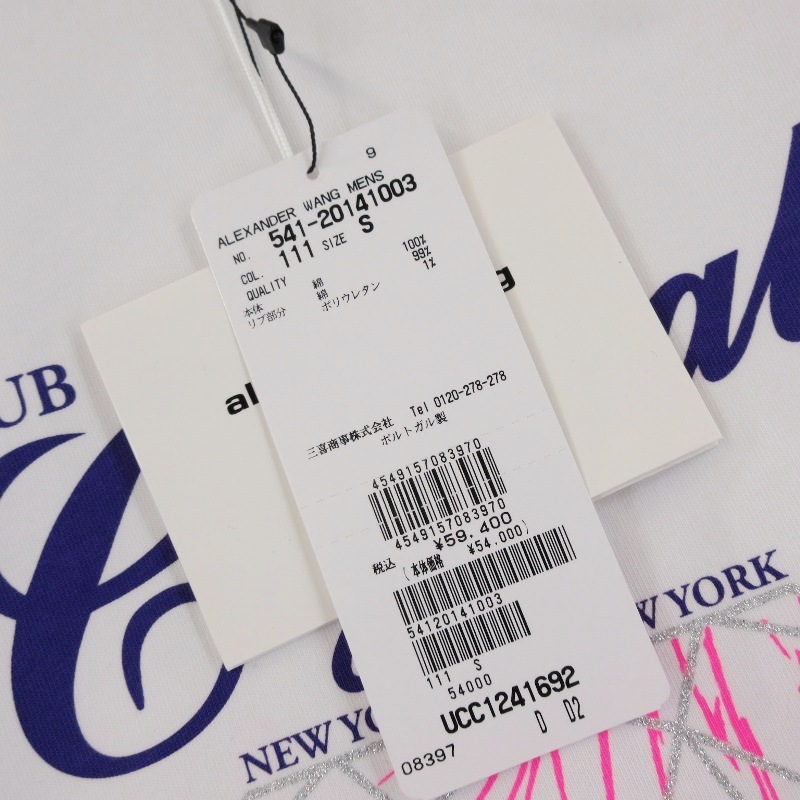 9
ALEXANDER WANG MENS
NO. 541-20141003
COL. 111 SIZE S
QUALITY
本体 綿 100%
リブ部分 綿 99%
ポリウレタン 1%
三喜商事株式会社 Tel 0120-278-278
ポルトガル製
4549157083970
4549157083970
¥59,400
税込 (本体価格 ¥54,000)
54120141003
111 S
54000
UCC1241692
D D2
08397
al
g
UB
C
al
NEW YO
W YORK